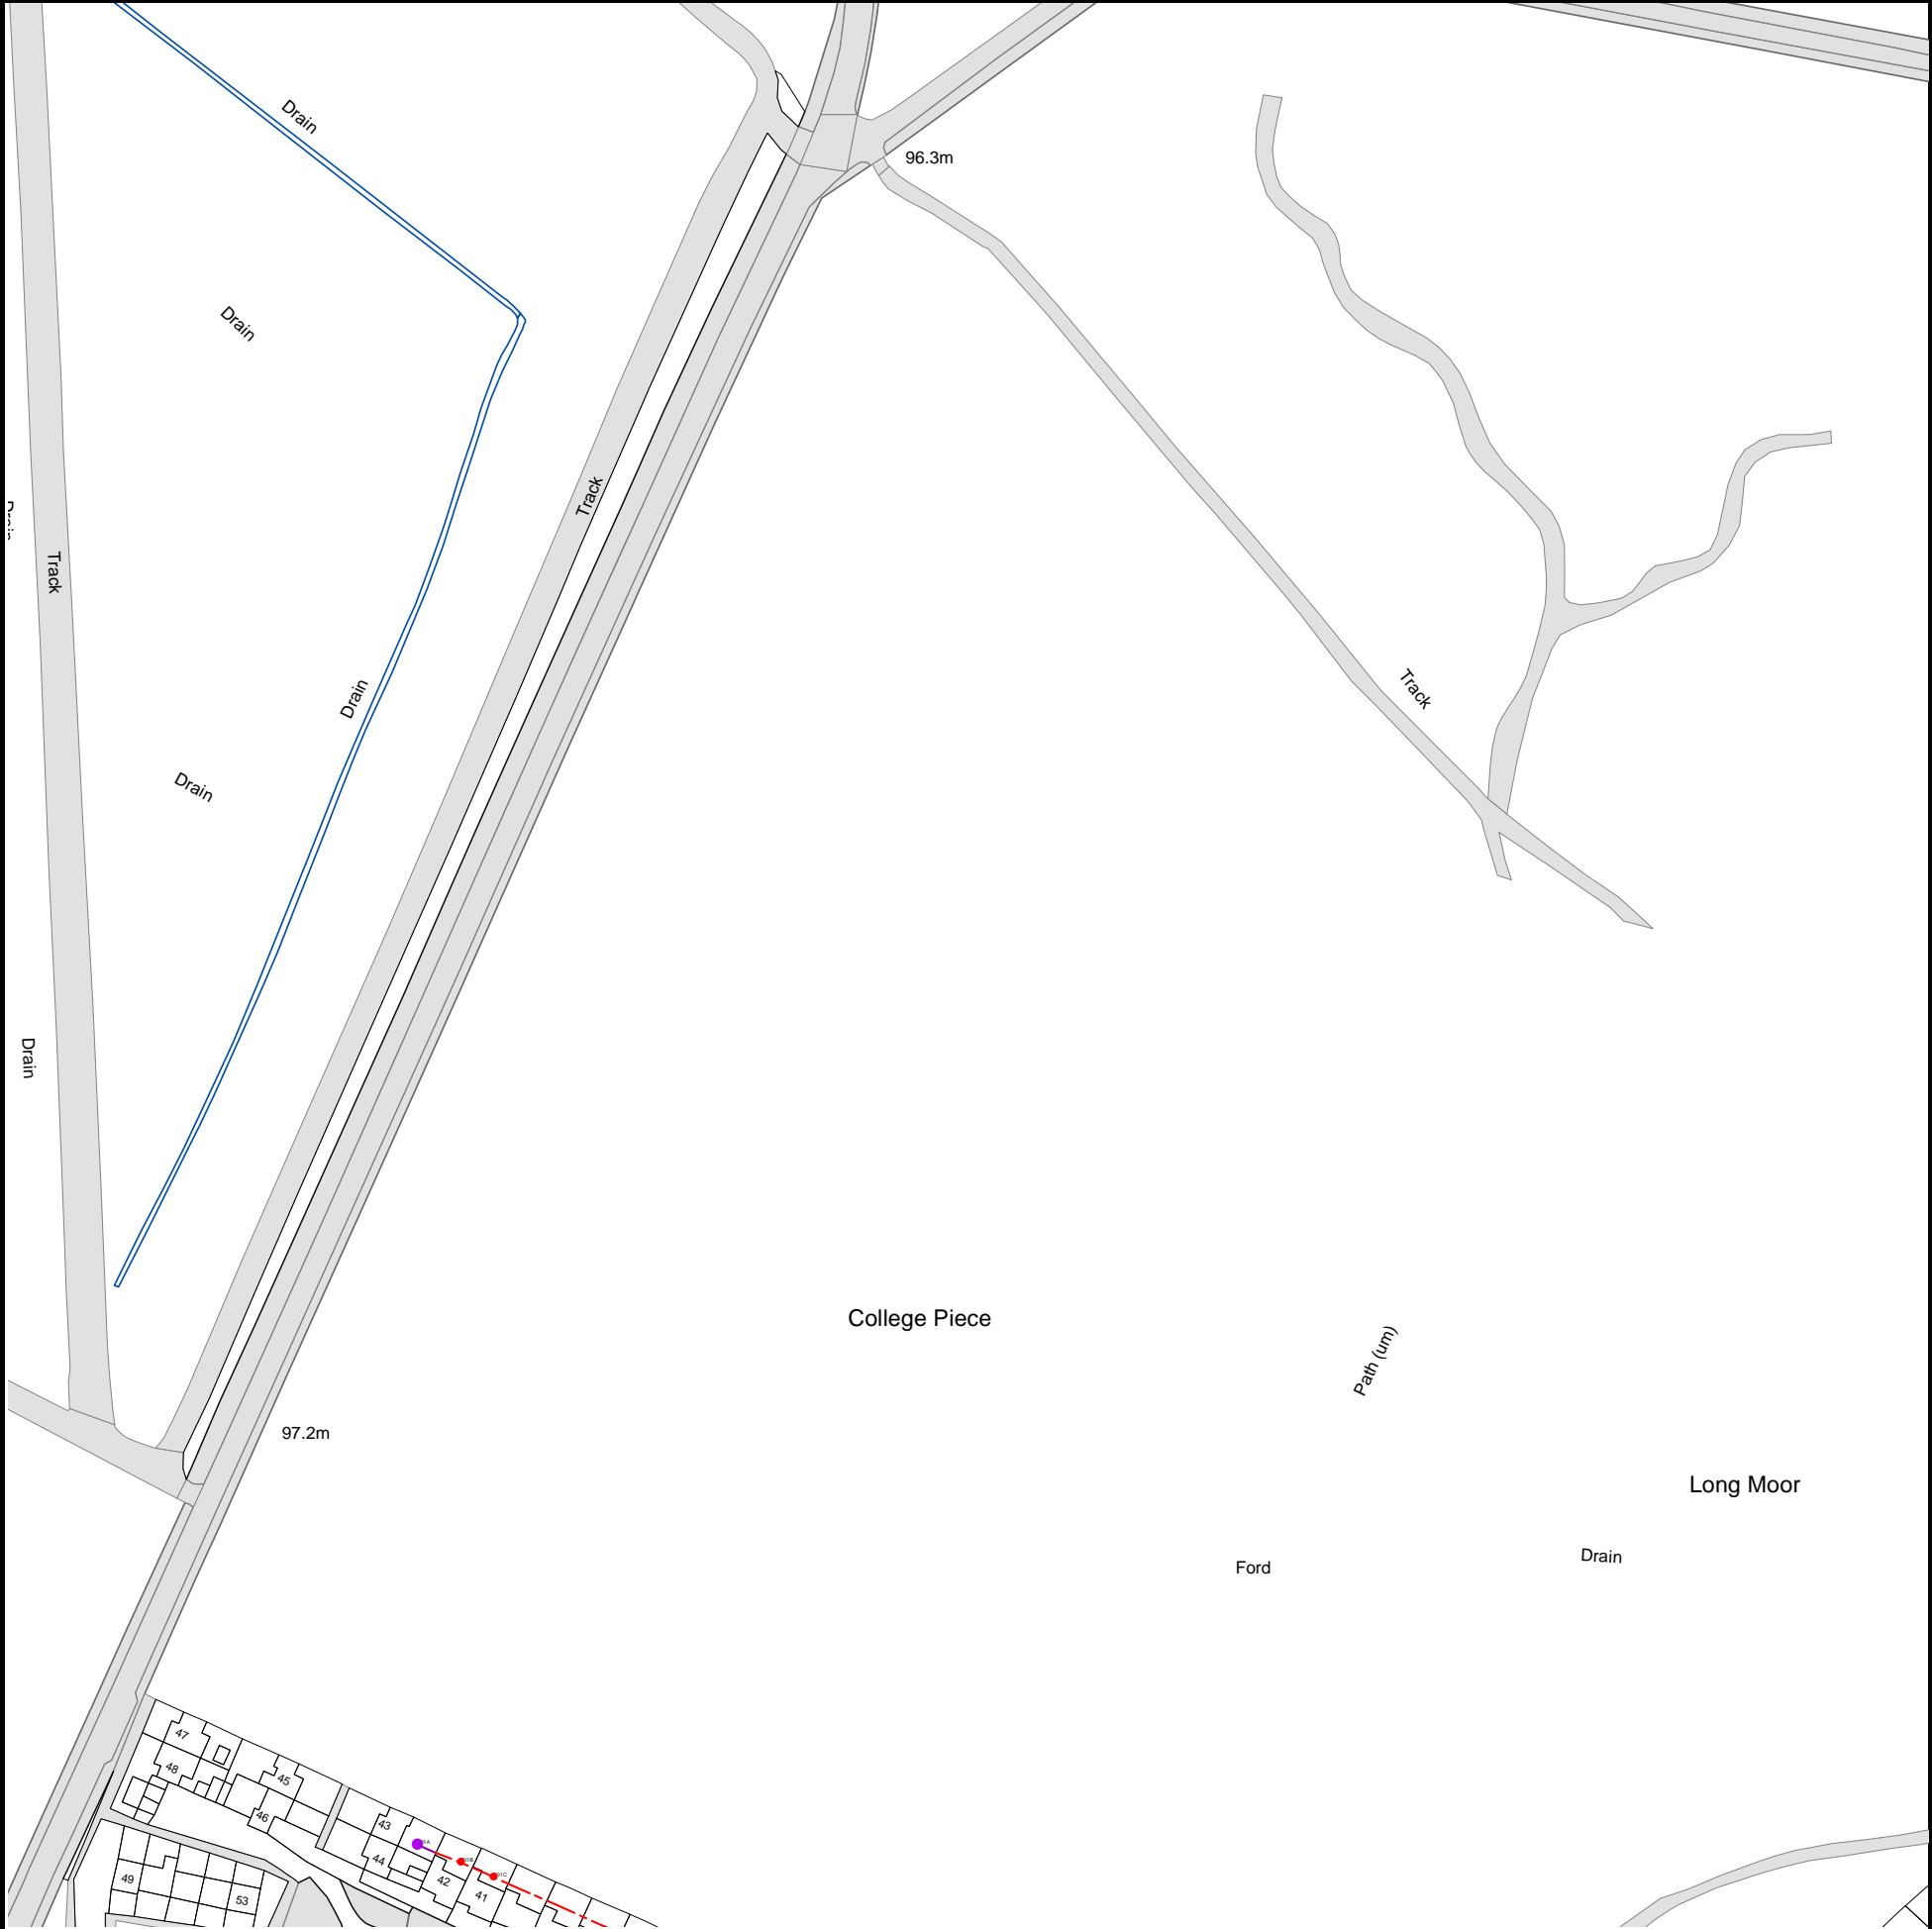 Drain
96.3m
Drain
Track
Track
Track
Drain
Drain
Drain
College Piece
Path (um)
97.2m
Long Moor
Drain
Ford
47
48
45
46
43
44
42
41
49
53